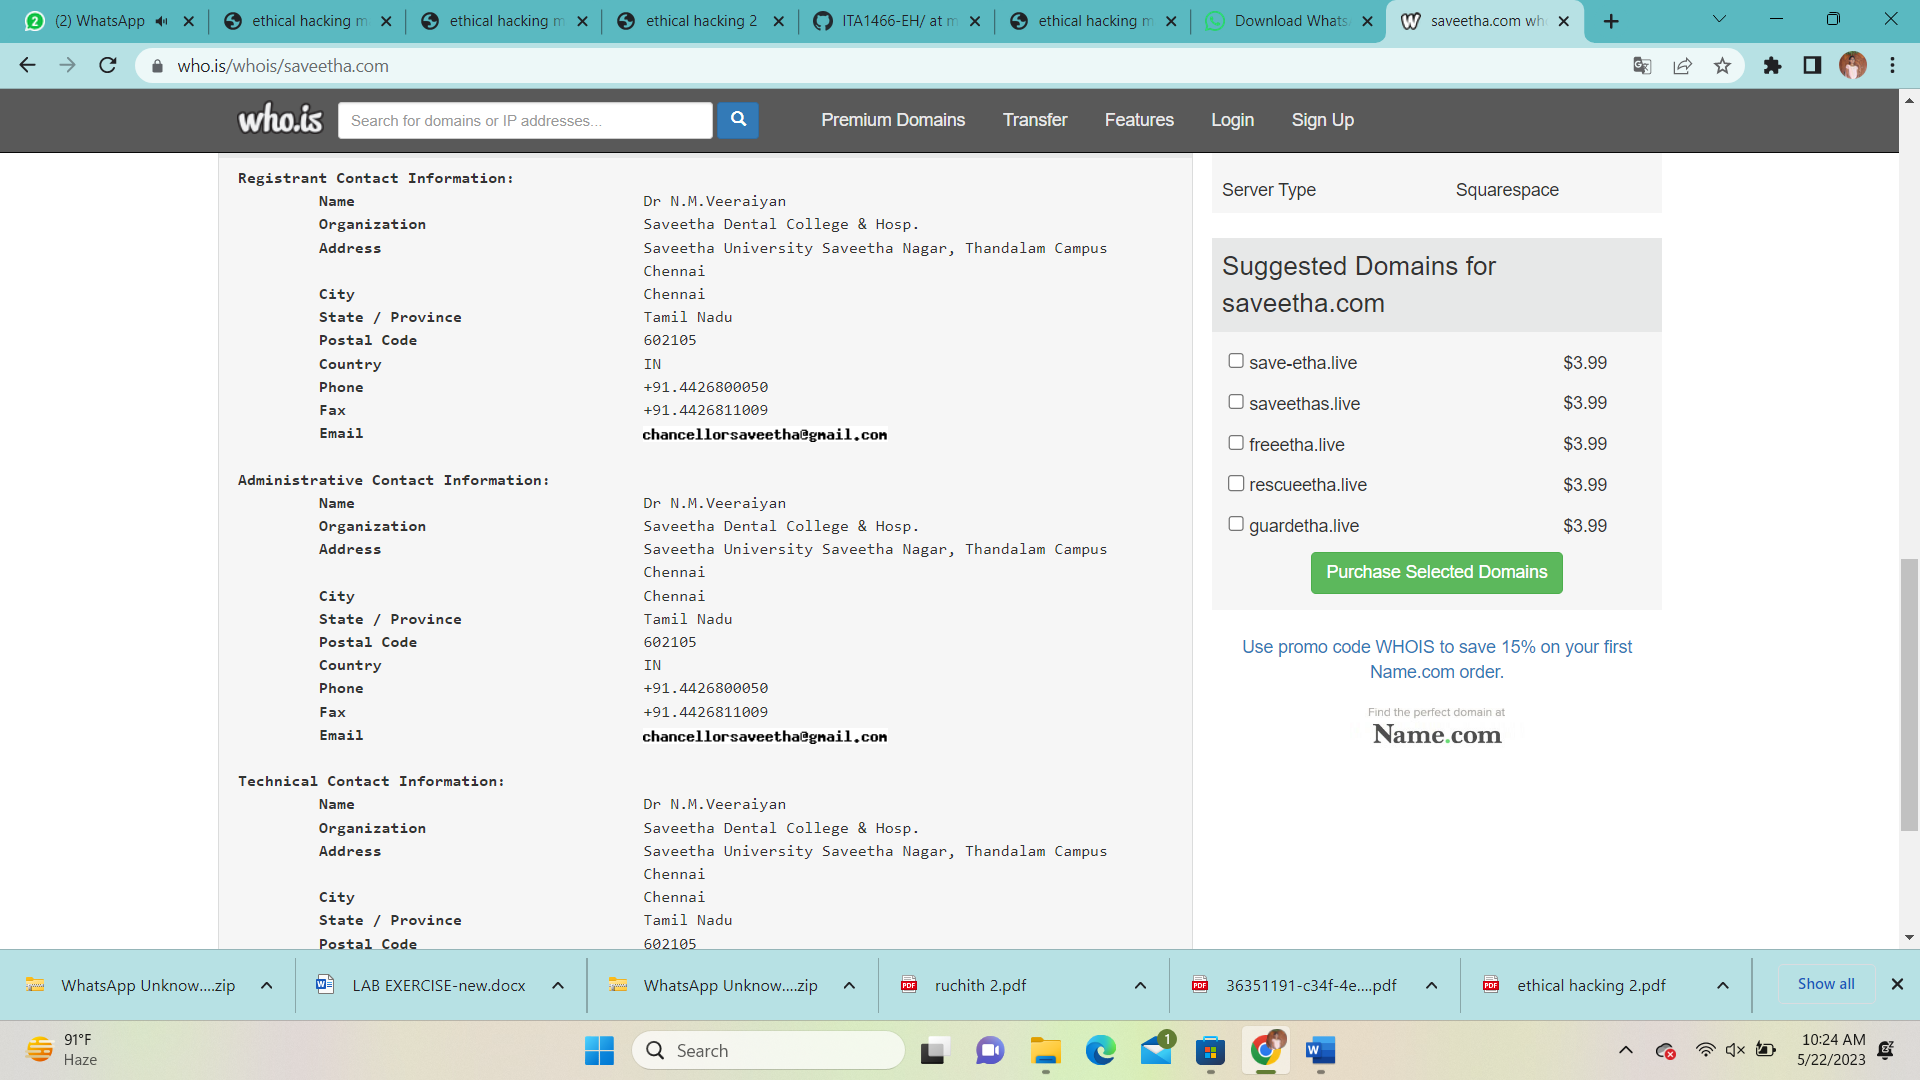 (2) WhatsApp
ethical hacking m
ethical hacking m
ethical hacking 2
ITA1466-EH/ at m
ethical hacking m
Download Whats
saveetha.com wh
who.is/whois/saveetha.com
who.is
Search for domains or IP addresses...
Premium Domains
Transfer
Features
Login
Sign Up
Registrant Contact Information:
Name Dr N.M.Veeraiyan
Organization Saveetha Dental College & Hosp.
Address Saveetha University Saveetha Nagar, Thandalam Campus
Chennai
City Chennai
State / Province Tamil Nadu
Postal Code 602105
Country IN
Phone +91.4426800050
Fax +91.4426811009
Email chancellorsaveetha@gmail.com
Administrative Contact Information:
Name Dr N.M.Veeraiyan
Organization Saveetha Dental College & Hosp.
Address Saveetha University Saveetha Nagar, Thandalam Campus
Chennai
City Chennai
State / Province Tamil Nadu
Postal Code 602105
Country IN
Phone +91.4426800050
Fax +91.4426811009
Email chancellorsaveetha@gmail.com
Technical Contact Information:
Name Dr N.M.Veeraiyan
Organization Saveetha Dental College & Hosp.
Address Saveetha University Saveetha Nagar, Thandalam Campus
Chennai
City Chennai
State / Province Tamil Nadu
Postal Code 602105
Server Type Squarespace
Suggested Domains for
saveetha.com
save-etha.live $3.99
saveethas.live $3.99
freeetha.live $3.99
rescueetha.live $3.99
guardetha.live $3.99
Purchase Selected Domains
Use promo code WHOIS to save 15% on your first
Name.com order.
Find the perfect domain at
Name.com
WhatsApp Unknow....zip
LAB EXERCISE-new.docx
WhatsApp Unknow....zip
ruchith 2.pdf
36351191-c34f-4e....pdf
ethical hacking 2.pdf
Show all
91°F
Haze
Search
1
10:24 AM
5/22/2023